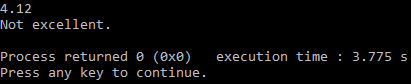 4.12
Not excellent.
Process returned 0 (0x0)   execution time : 3.775 s
Press any key to continue.